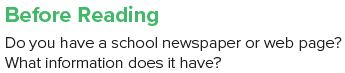 Before Reading
Do you have a school newspaper or web page?
What information does it have?